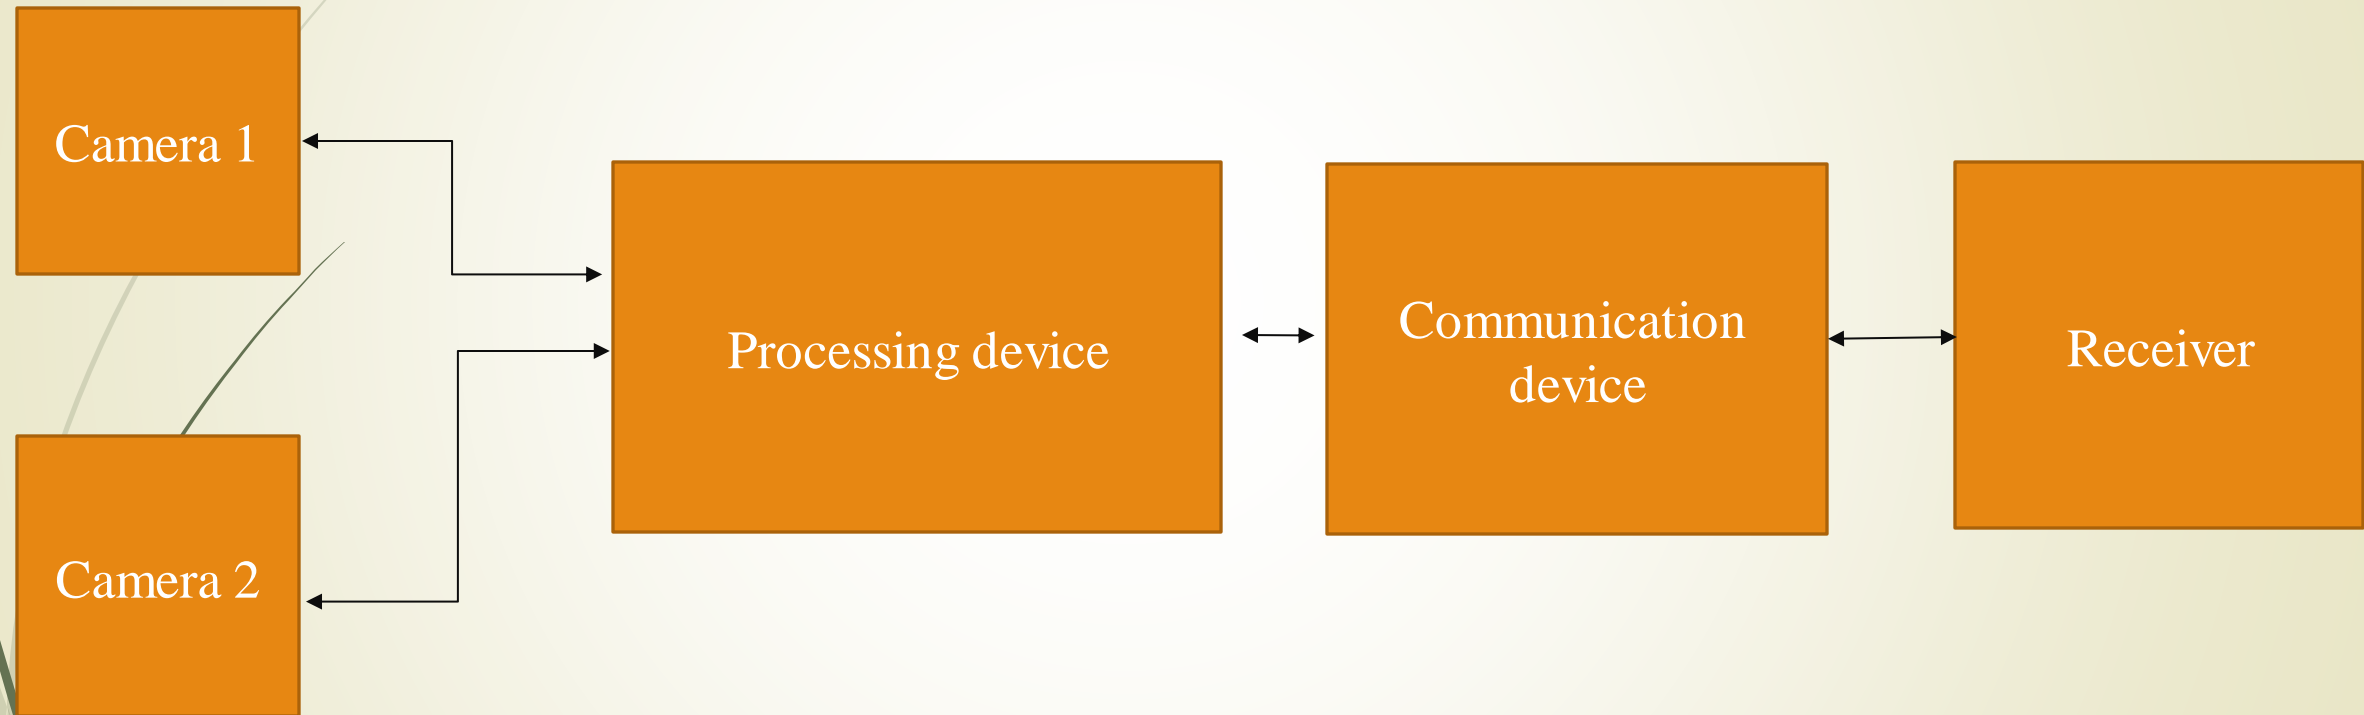 Camera 1
Processing device
Communication
device
Receiver
Camera 2